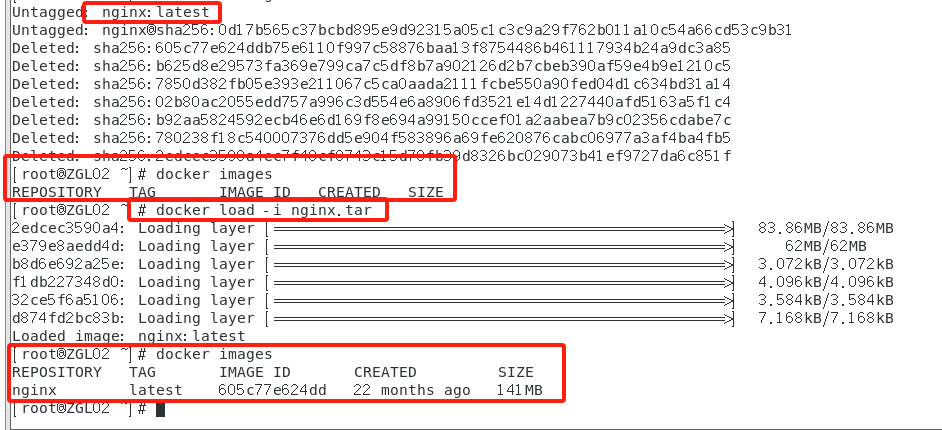 Untagged: nginx:latest
Untagged: nginx@sha256:0d17b565c37bcbd895e9d92315a05c1c3c9a29f762b011a10c54a66cd53c9b31
Deleted: sha256:605c77e624ddb75e6110f997c58876baa13f8754486b461117934b24a9dc3a85
Deleted: sha256:b625d8e29573fa369e799ca7c5df8b7a902126d2b7cbeb390af59e4b9e1210c5
Deleted: sha256:7850d382fb05e393e211067c5ca0aada2111fcbe550a90fed04d1c634bd31a14
Deleted: sha256:02b80ac2055edd757a996c3d554e6a8906fd3521e14d1227440afd5163a5f1c4
Deleted: sha256:b92aa5824592ecb46e6d169f8e694a99150ccef01a2aabea7b9c02356cdabe7c
Deleted: sha256:780238f18c540007376dd5e904f583896a69fe620876cabc06977a3af4ba4fb5
Deleted: sha256:2edcec3590a4ec7f40cf0743c15d78fb39d8326bc029073b41ef9727da6c851f
[root@ZGL02 ~]# docker images
REPOSITORY TAG IMAGE ID CREATED SIZE
[root@ZGL02 ~]# docker load -i nginx.tar
2edcec3590a4: Loading layer [==================================================>] 83.86MB/83.86MB
e379e8aedd4d: Loading layer [==================================================>] 62MB/62MB
b8d6e692a25e: Loading layer [==================================================>] 3.072kB/3.072kB
f1db227348d0: Loading layer [==================================================>] 4.096kB/4.096kB
32ce5f6a5106: Loading layer [==================================================>] 3.584kB/3.584kB
d874fd2bc83b: Loading layer [==================================================>] 7.168kB/7.168kB
Loaded image: nginx:latest
[root@ZGL02 ~]# docker images
REPOSITORY TAG IMAGE ID CREATED SIZE
nginx latest 605c77e624dd 22 months ago 141MB
[root@ZGL02 ~]#